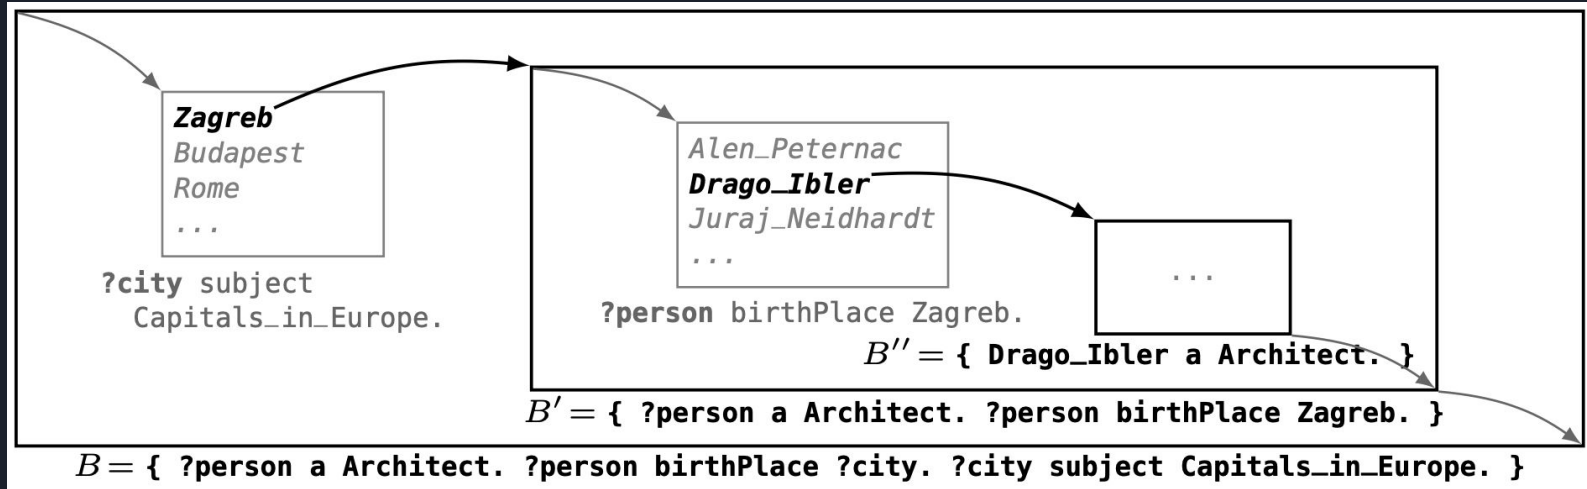 Zagreb
Budapest
Rome
...
?city subject
Capitals_in_Europe.
Alen_Peternac
Drago_Ibler
Juraj_Neidhardt
...
?person birthPlace Zagreb.
...
B″ = { Drago_Ibler a Architect. }
B′ = { ?person a Architect. ?person birthPlace Zagreb. }
B = { ?person a Architect. ?person birthPlace ?city. ?city subject Capitals_in_Europe. }